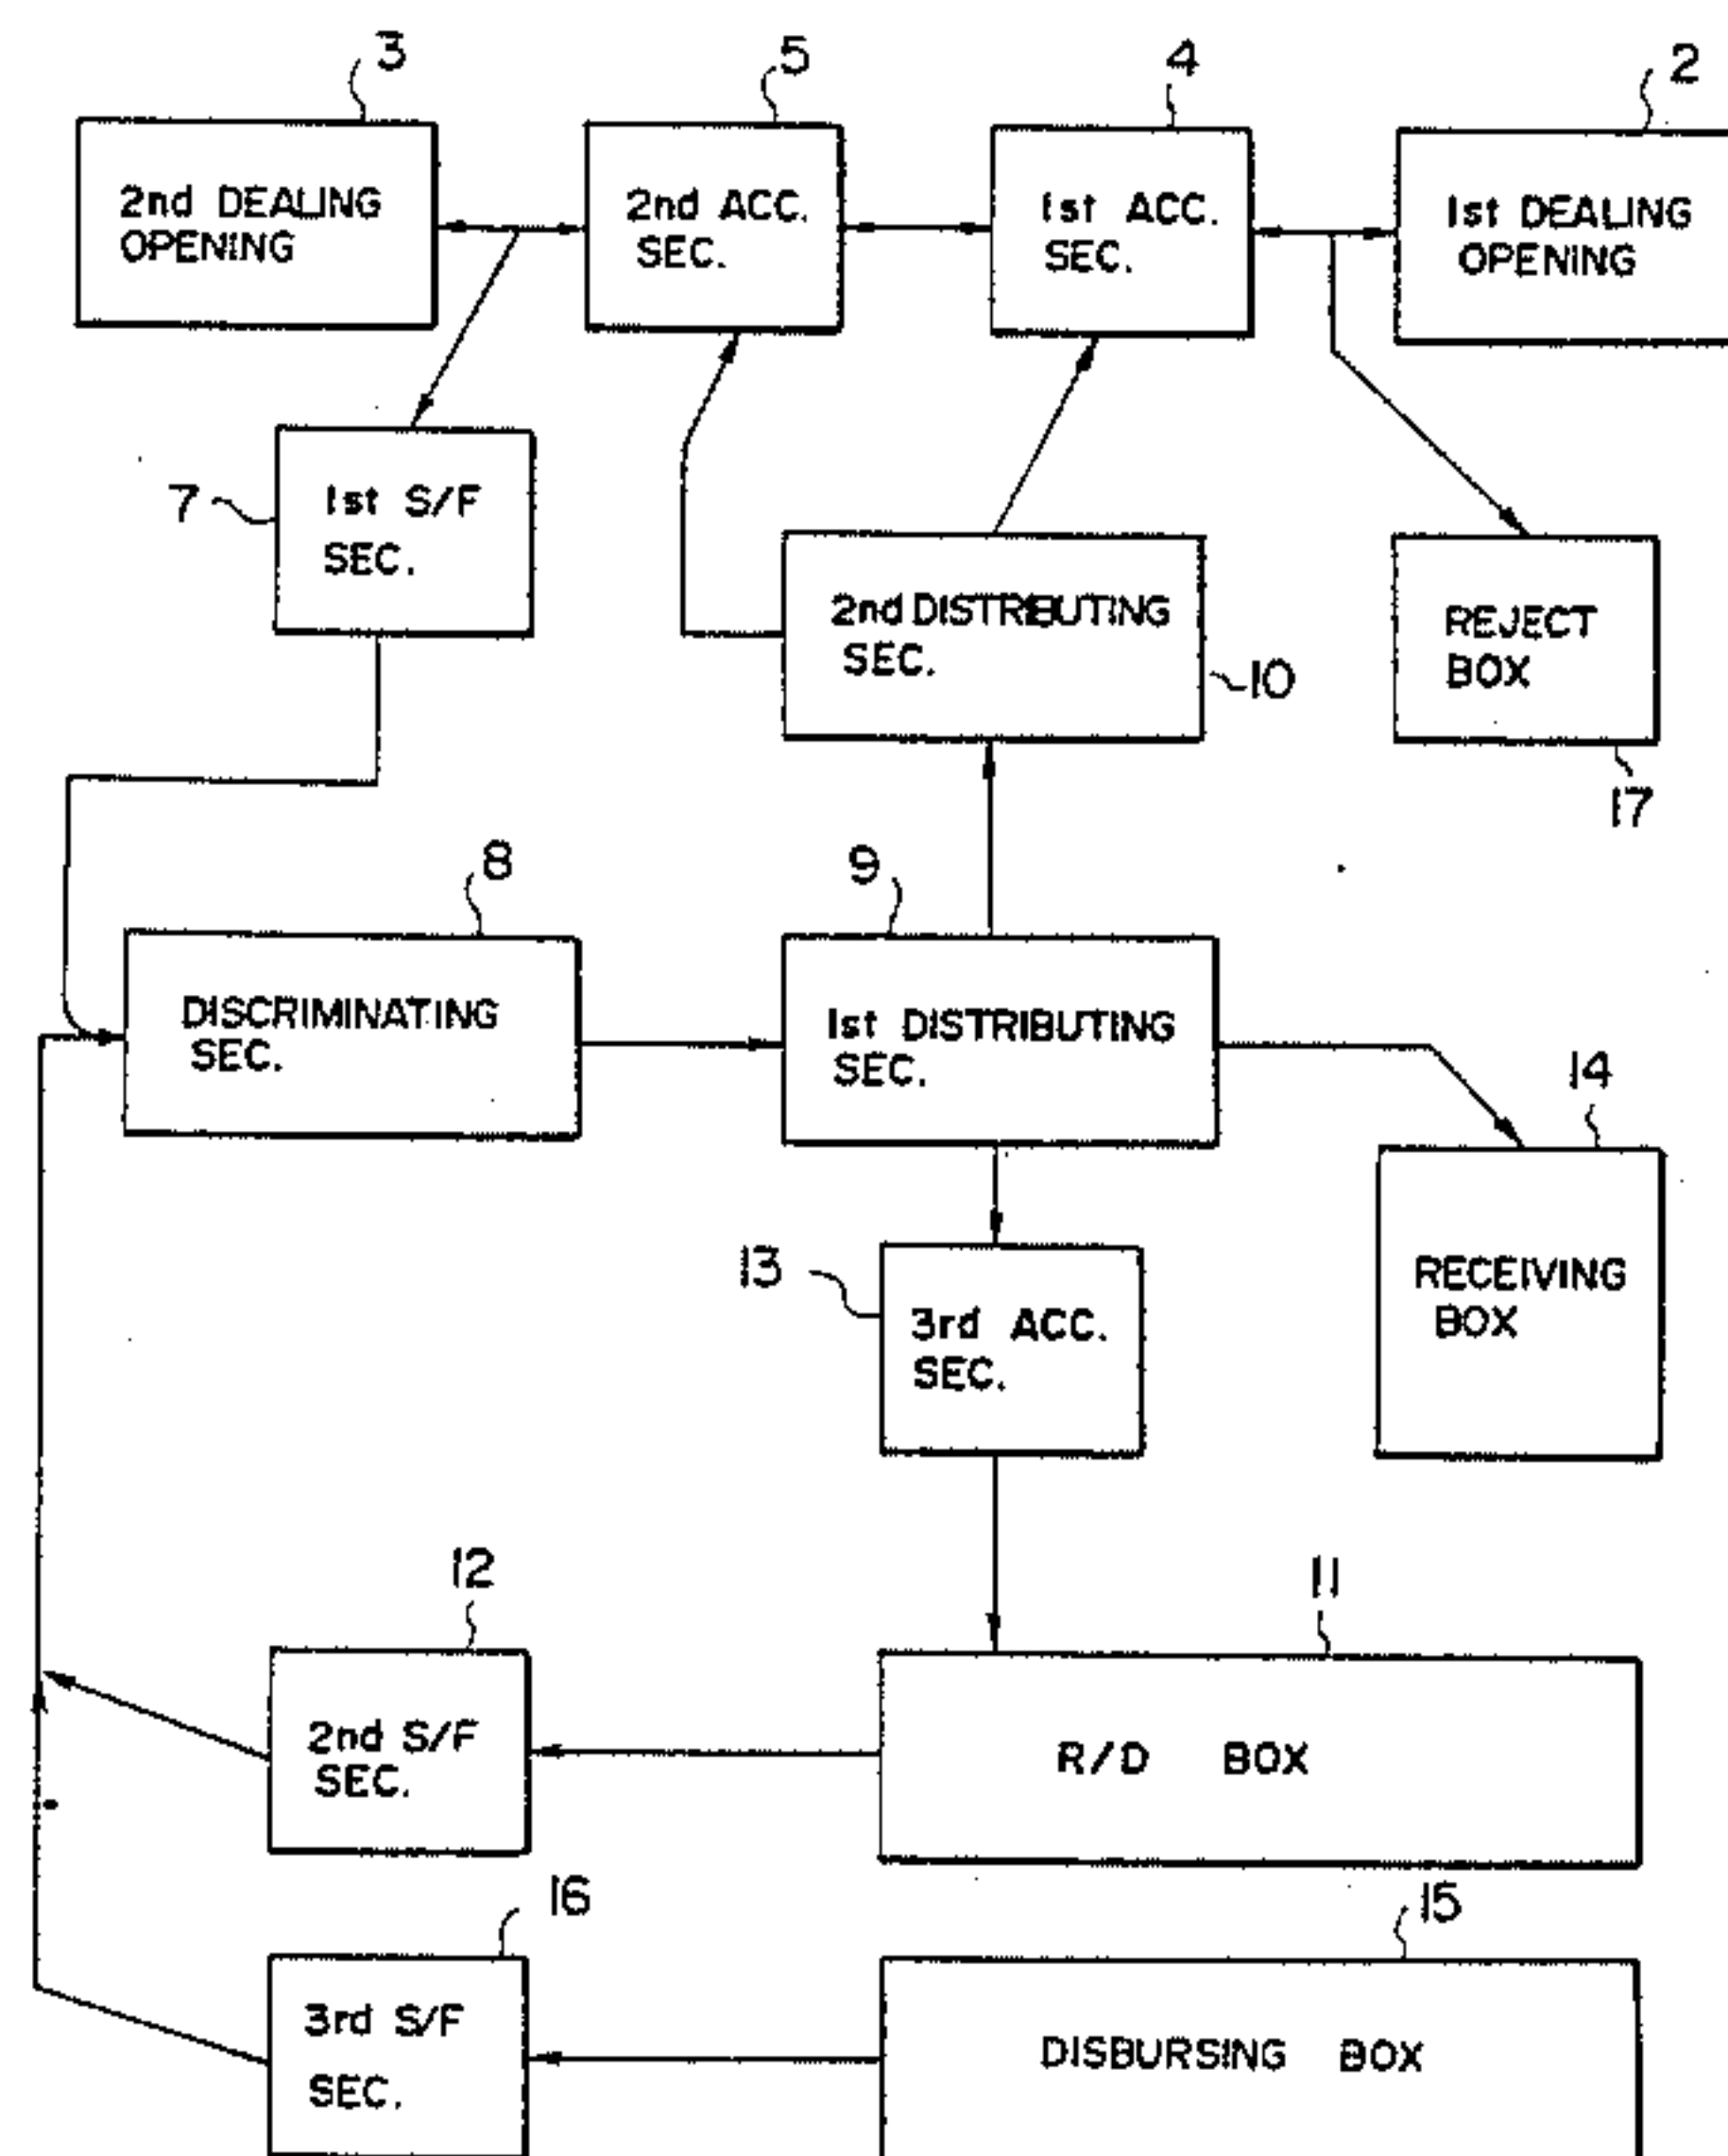 3
5
4
2
2nd DEALING
OPENING
2nd ACC.
SEC.
1st ACC.
SEC.
1st DEALING
OPENING
7
1st S/F
SEC.
2nd DISTRIBUTING
SEC.
10
REJECT
BOX
17
8
9
DISCRIMINATING
SEC.
1st DISTRIBUTING
SEC.
14
13
3rd ACC.
SEC.
RECEIVING
BOX
12
11
2nd S/F
SEC.
R/D BOX
16
15
3rd S/F
SEC.
DISBURSING BOX